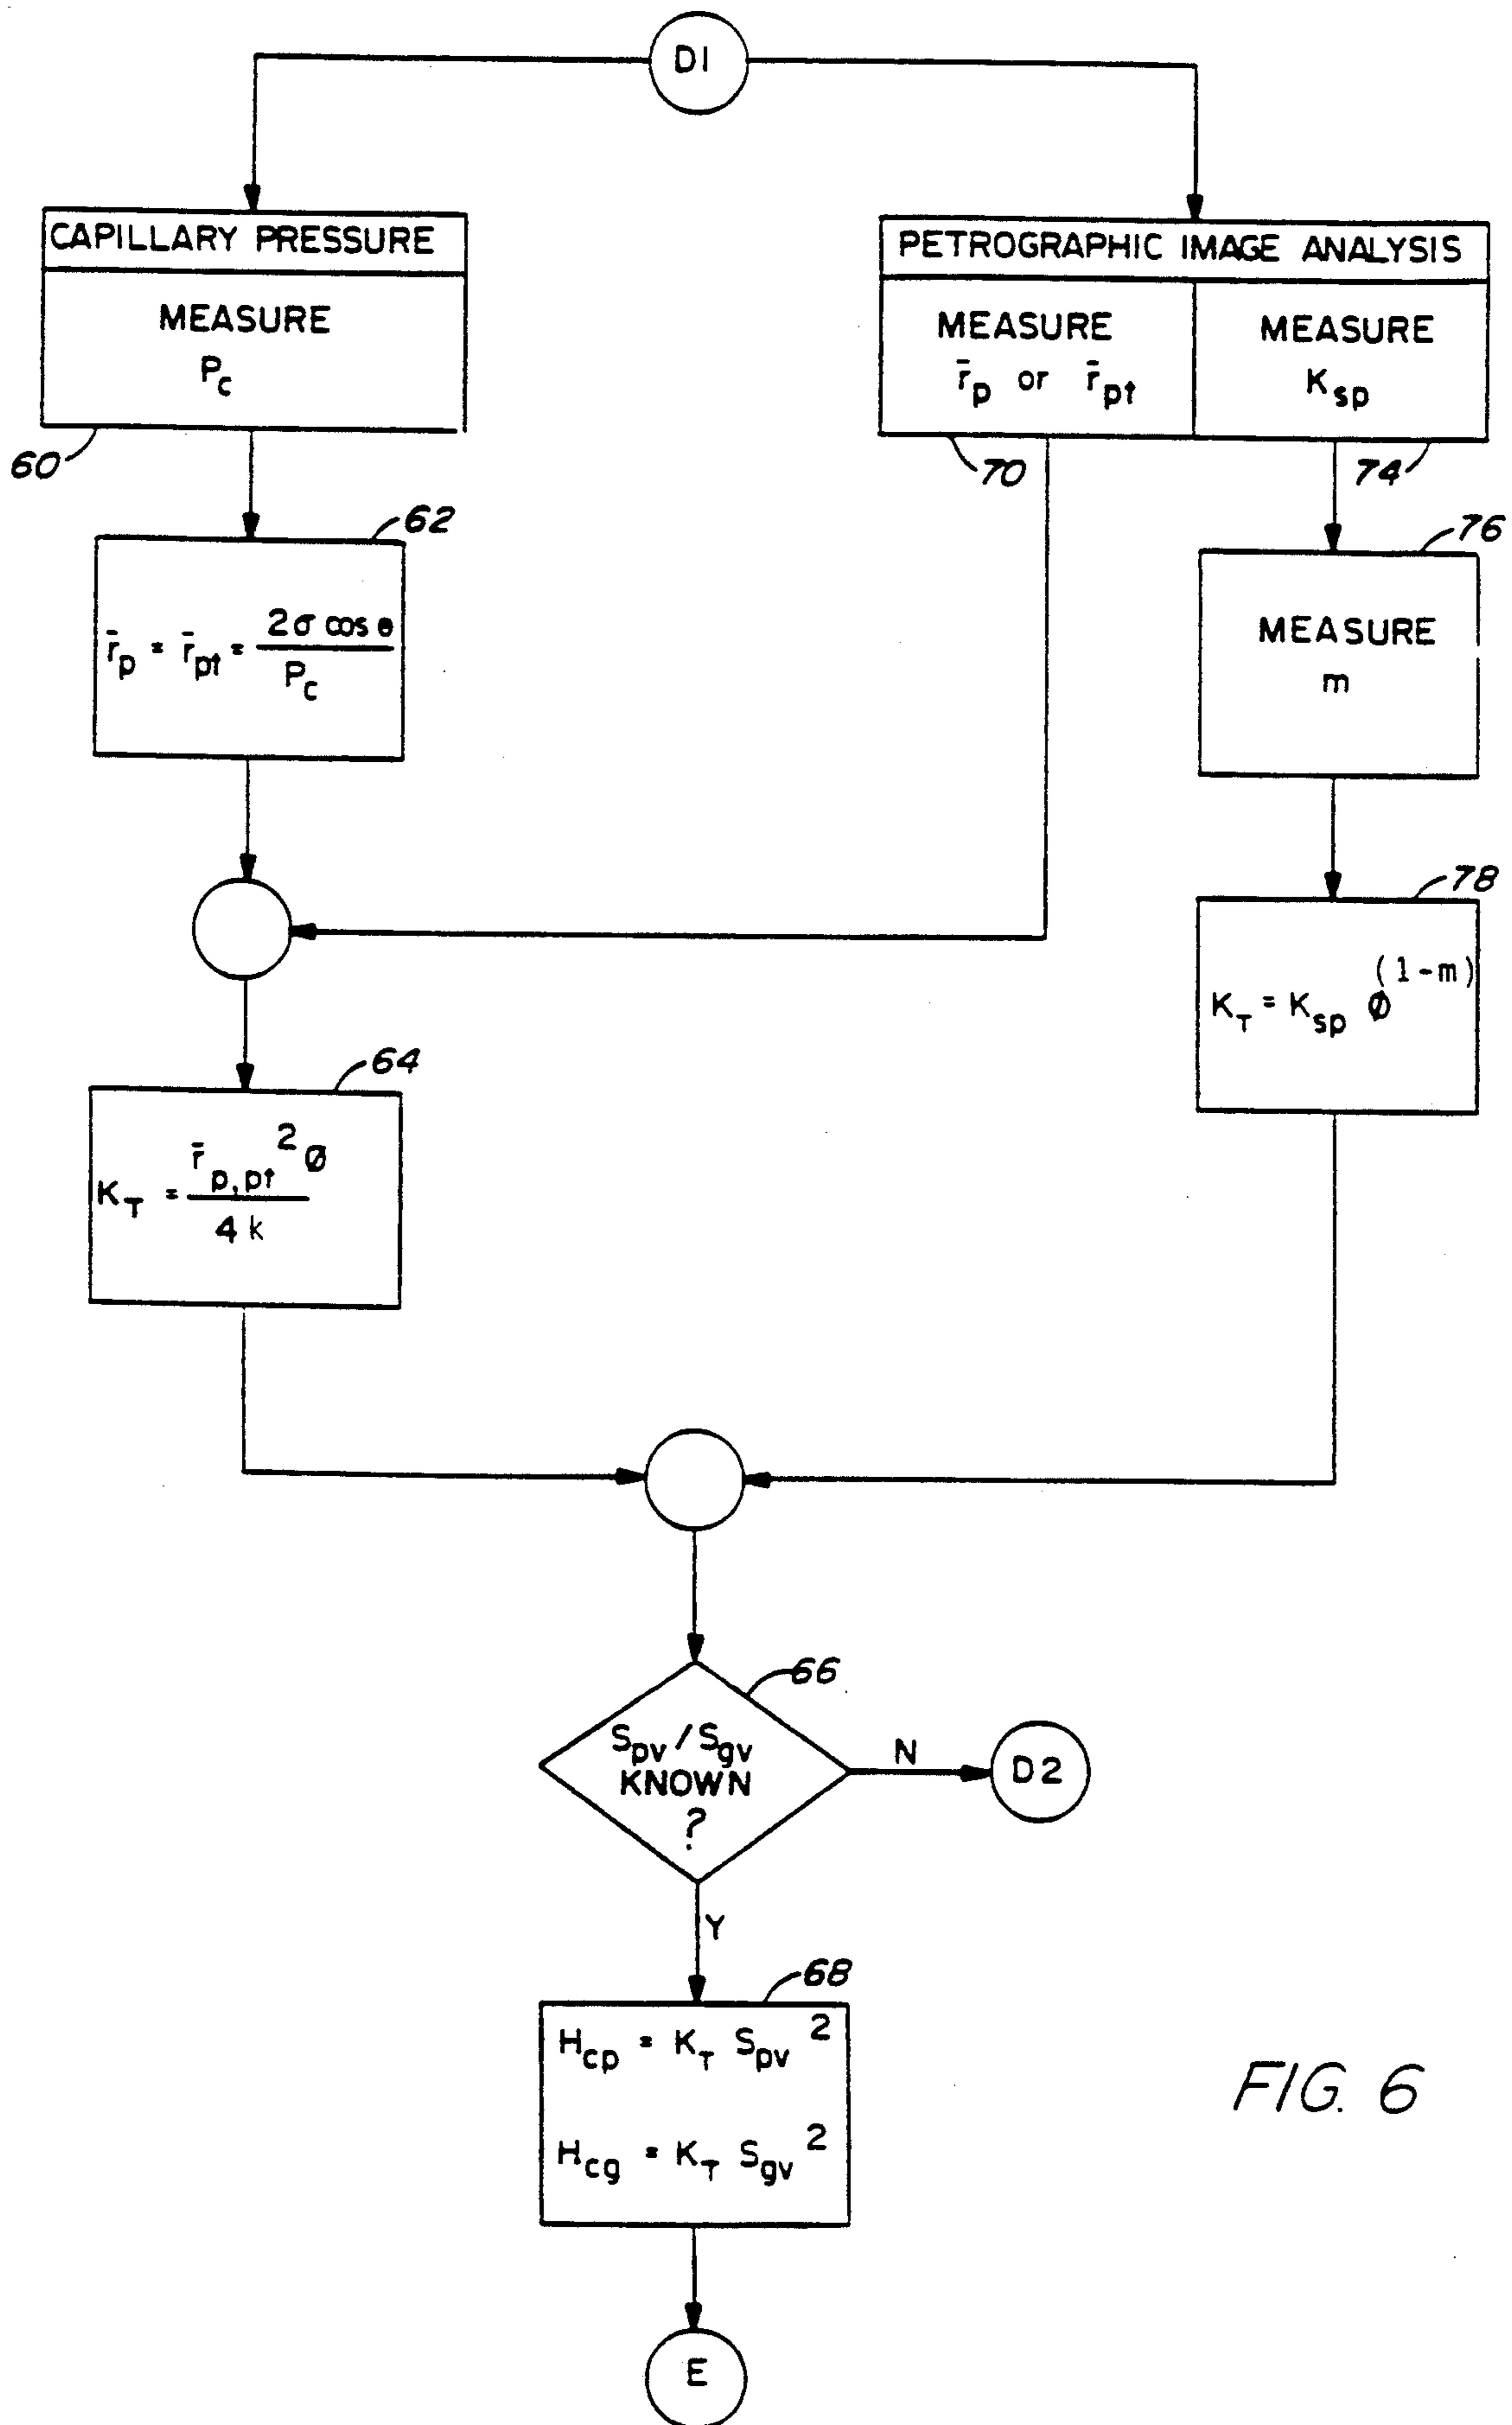 D1
CAPILLARY PRESSURE
MEASURE
P_c
60
PETROGRAPHIC IMAGE ANALYSIS
MEASURE
r̄_p or r̄_pt
70
MEASURE
K_sp
74
62
r̄_p = r̄_pt = 2σ cos θ / P_c
76
MEASURE
m
78
K_T = K_sp ø^(1-m)
64
K_T = r̄_p,pt^2 ø / 4k
66
S_pv / S_gv
KNOWN
?
N
D2
Y
68
H_cp = K_T S_pv^2
H_cg = K_T S_gv^2
E
FIG. 6